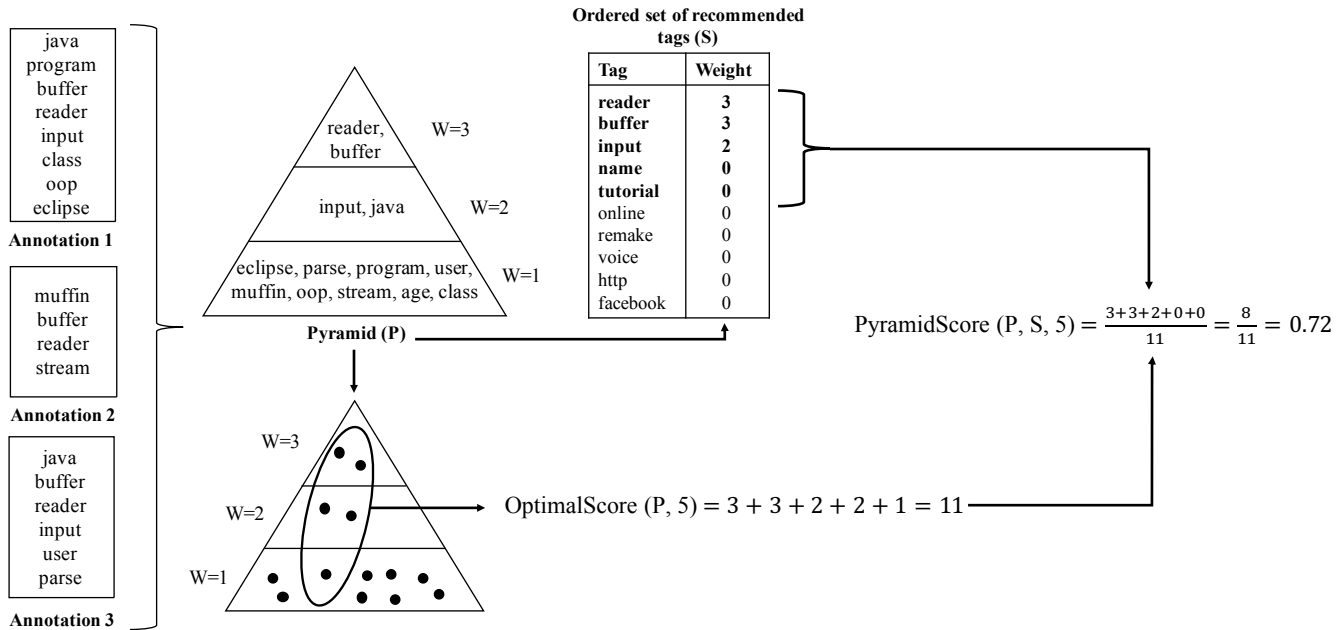 java
program
buffer
reader
input
class
oop
eclipse
Annotation 1
muffin
buffer
reader
stream
Annotation 2
java
buffer
reader
input
user
parse
Annotation 3
reader,
buffer
W=3
input, java
W=2
eclipse, parse, program, user,
muffin, oop, stream, age, class
W=1
Pyramid (P)
Ordered set of recommended
tags (S)
Tag Weight
reader 3
buffer 3
input 2
name 0
tutorial 0
online 0
remake 0
voice 0
http 0
facebook 0
PyramidScore (P, S, 5) = 3+3+2+0+0/11 = 8/11 = 0.72
W=3
W=2
W=1
OptimalScore (P, 5) = 3 + 3 + 2 + 2 + 1 = 11